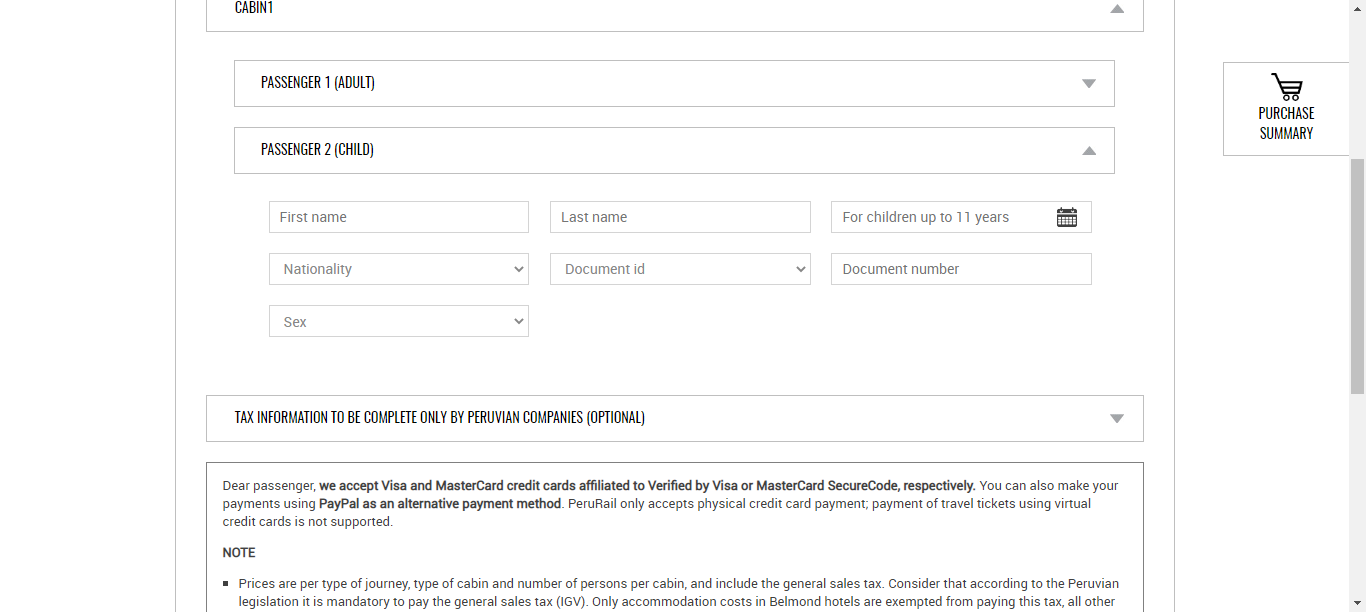 CABIN1
PASSENGER 1 (ADULT)
PURCHASE
SUMMARY
PASSENGER 2 (CHILD)
First name
Last name
For children up to 11 years
Nationality
Document id
Document number
Sex
TAX INFORMATION TO BE COMPLETE ONLY BY PERUVIAN COMPANIES (OPTIONAL)
Dear passenger, we accept Visa and MasterCard credit cards affiliated to Verified by Visa or MasterCard SecureCode, respectively. You can also make your
payments using PayPal as an alternative payment method. PeruRail only accepts physical credit card payment; payment of travel tickets using virtual
credit cards is not supported.
NOTE
Prices are per type of journey, type of cabin and number of persons per cabin, and include the general sales tax. Consider that according to the Peruvian
legislation it is mandatory to pay the general sales tax (IGV). Only accommodation costs in Belmond hotels are exempted from paying this tax, all other